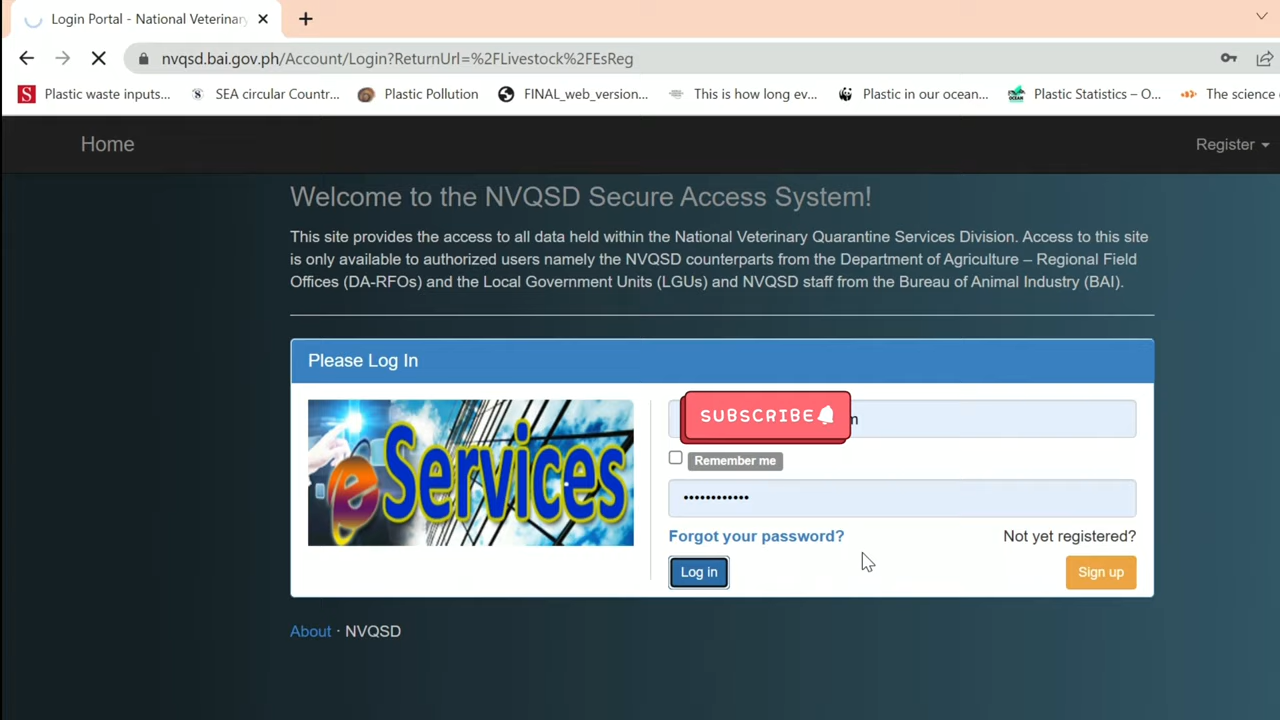 Login Portal - National Veterinary
nvqsd.bai.gov.ph/Account/Login?ReturnUrl=%2FLivestock%2FEsReg
S Plastic waste inputs... SEA circular Countr... Plastic Pollution FINAL_web_version... This is how long ev... Plastic in our ocean... Plastic Statistics – O... The science
Home Register
Welcome to the NVQSD Secure Access System!
This site provides the access to all data held within the National Veterinary Quarantine Services Division. Access to this site
is only available to authorized users namely the NVQSD counterparts from the Department of Agriculture – Regional Field
Offices (DA-RFOs) and the Local Government Units (LGUs) and NVQSD staff from the Bureau of Animal Industry (BAI).
Please Log In
eServices
SUBSCRIBE
Remember me
••••••••••••
Forgot your password? Not yet registered?
Log in Sign up
About · NVQSD